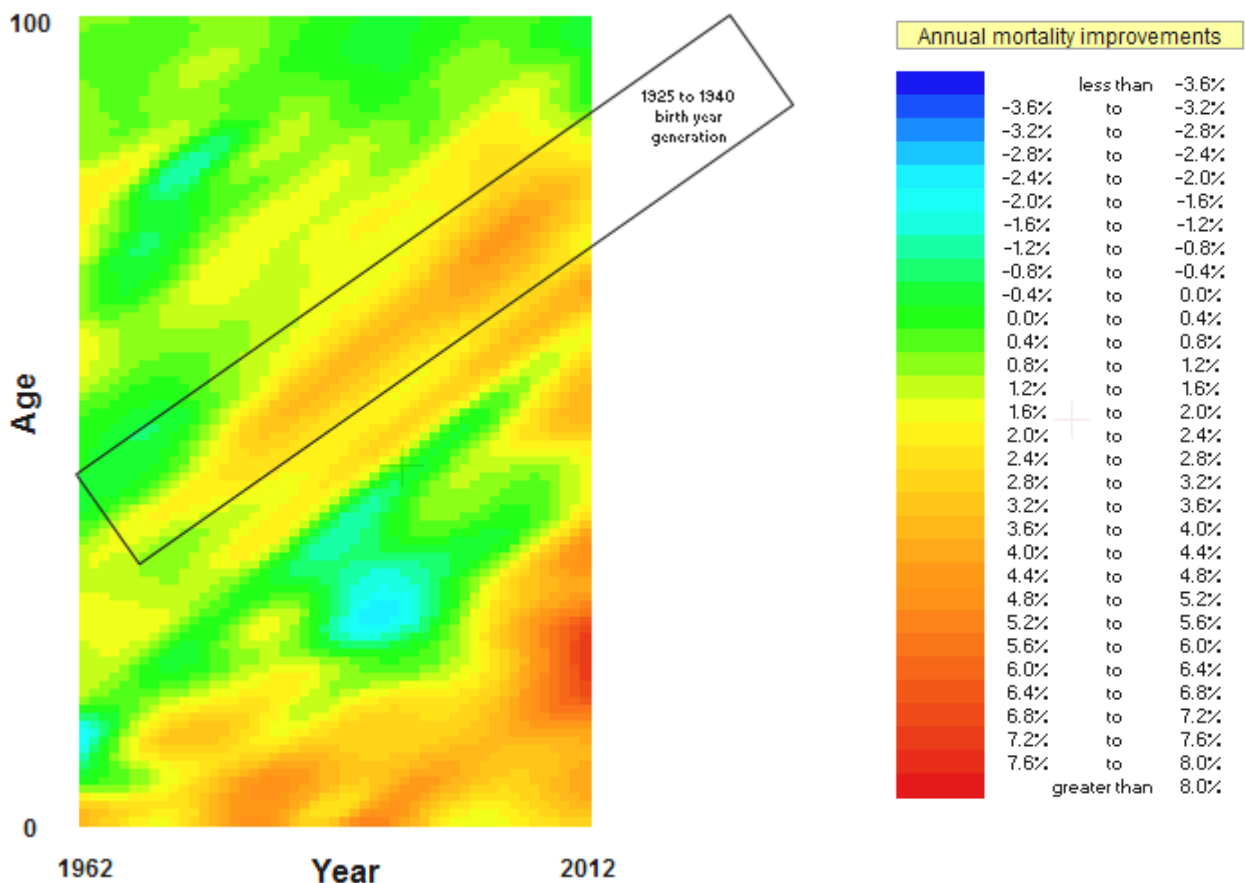 100
Age
0
1962
Year
2012
1925 to 1940
birth year
generation
Annual mortality improvements
less than -3.6%
-3.6% to -3.2%
-3.2% to -2.8%
-2.8% to -2.4%
-2.4% to -2.0%
-2.0% to -1.6%
-1.6% to -1.2%
-1.2% to -0.8%
-0.8% to -0.4%
-0.4% to 0.0%
0.0% to 0.4%
0.4% to 0.8%
0.8% to 1.2%
1.2% to 1.6%
1.6% to 2.0%
2.0% to 2.4%
2.4% to 2.8%
2.8% to 3.2%
3.2% to 3.6%
3.6% to 4.0%
4.0% to 4.4%
4.4% to 4.8%
4.8% to 5.2%
5.2% to 5.6%
5.6% to 6.0%
6.0% to 6.4%
6.4% to 6.8%
6.8% to 7.2%
7.2% to 7.6%
7.6% to 8.0%
greater than 8.0%